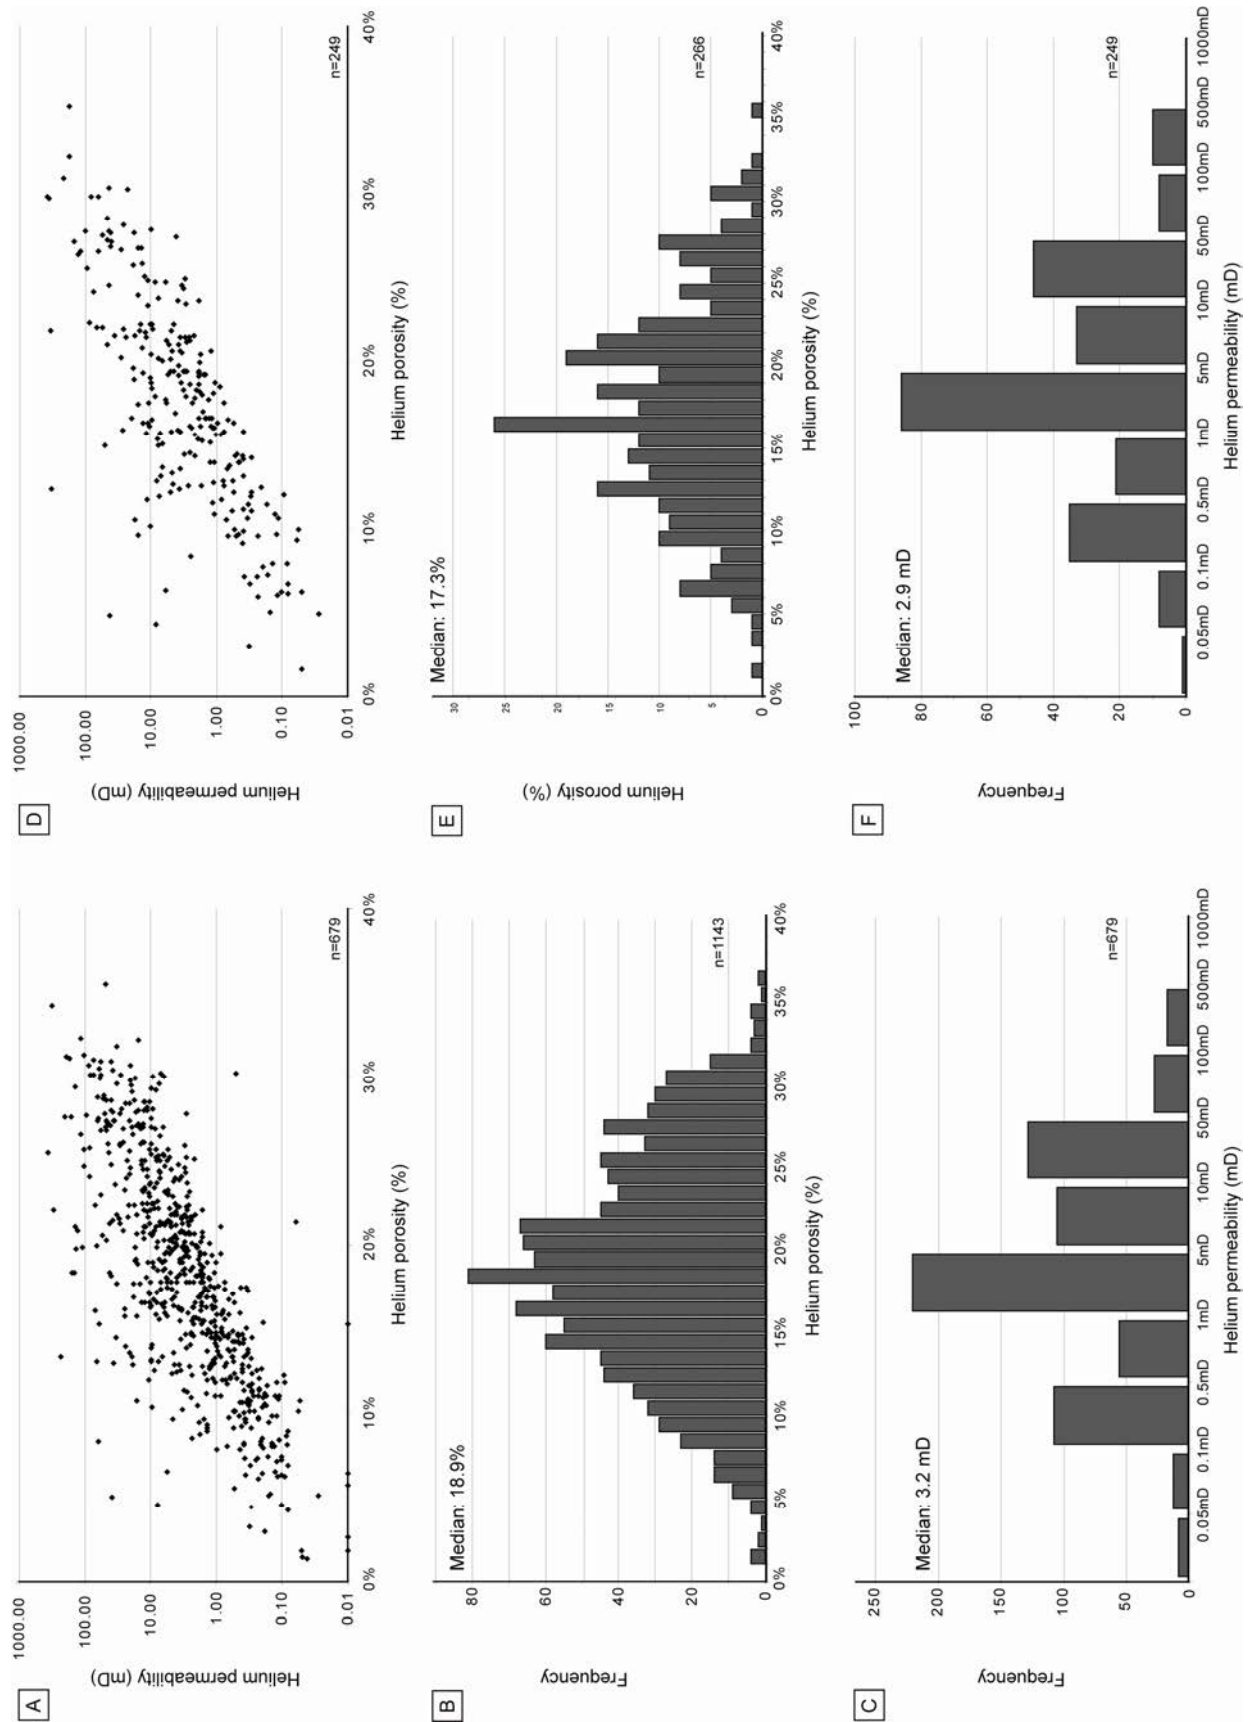 A
Helium permeability (mD)
1000.00
100.00
10.00
1.00
0.10
0.01
0%
10%
20%
30%
40%
Helium porosity (%)
n=679
D
Helium permeability (mD)
1000.00
100.00
10.00
1.00
0.10
0.01
0%
10%
20%
30%
40%
Helium porosity (%)
n=249
B
Frequency
80
60
40
20
0
Median: 18.9%
n=1143
0%
5%
10%
15%
20%
25%
30%
35%
40%
Helium porosity (%)
E
Helium porosity (%)
30
25
20
15
10
5
0
Median: 17.3%
n=266
0%
5%
10%
15%
20%
25%
30%
35%
40%
Helium porosity (%)
C
Frequency
250
200
150
100
50
0
Median: 3.2 mD
n=679
0.05mD
0.1mD
0.5mD
1mD
5mD
10mD
50mD
100mD
500mD
1000mD
Helium permeability (mD)
F
Frequency
100
80
60
40
20
0
Median: 2.9 mD
n=249
0.05mD
0.1mD
0.5mD
1mD
5mD
10mD
50mD
100mD
500mD
1000mD
Helium permeability (mD)